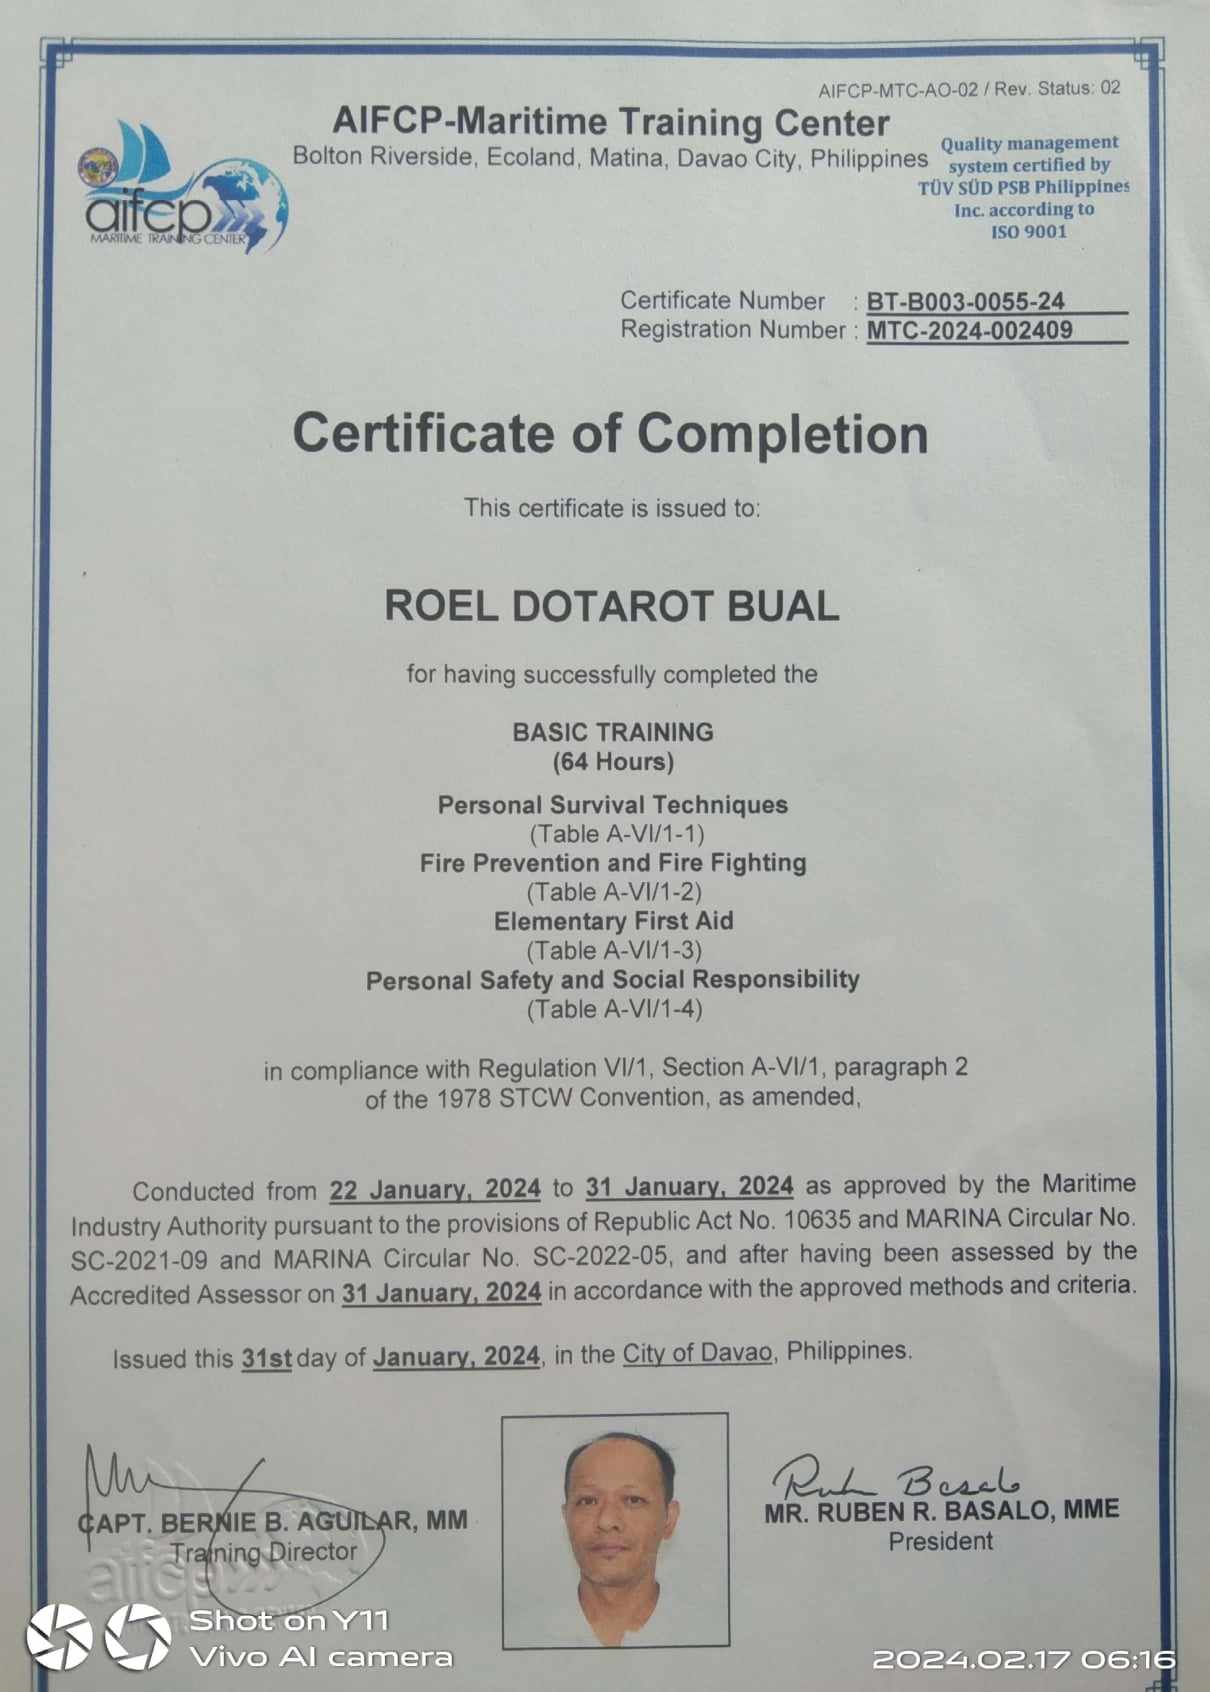 AIFCP-MTC-AO-02 / Rev. Status: 02
AIFCP-Maritime Training Center
Bolton Riverside, Ecoland, Matina, Davao City, Philippines
Quality management
system certified by
TÜV SÜD PSB Philippines
Inc. according to
ISO 9001
aifcp
MARITIME TRAINING CENTER
Certificate Number : BT-B003-0055-24
Registration Number : MTC-2024-002409
Certificate of Completion
This certificate is issued to:
ROEL DOTAROT BUAL
for having successfully completed the
BASIC TRAINING
(64 Hours)
Personal Survival Techniques
(Table A-VI/1-1)
Fire Prevention and Fire Fighting
(Table A-VI/1-2)
Elementary First Aid
(Table A-VI/1-3)
Personal Safety and Social Responsibility
(Table A-VI/1-4)
in compliance with Regulation VI/1, Section A-VI/1, paragraph 2
of the 1978 STCW Convention, as amended,
Conducted from 22 January, 2024 to 31 January, 2024 as approved by the Maritime
Industry Authority pursuant to the provisions of Republic Act No. 10635 and MARINA Circular No.
SC-2021-09 and MARINA Circular No. SC-2022-05, and after having been assessed by the
Accredited Assessor on 31 January, 2024 in accordance with the approved methods and criteria.
Issued this 31st day of January, 2024, in the City of Davao, Philippines.
CAPT. BERNIE B. AGUILAR, MM
Training Director
aifcp
Ruben Basalo
MR. RUBEN R. BASALO, MME
President
Shot on Y11
Vivo AI camera
2024.02.17 06:16